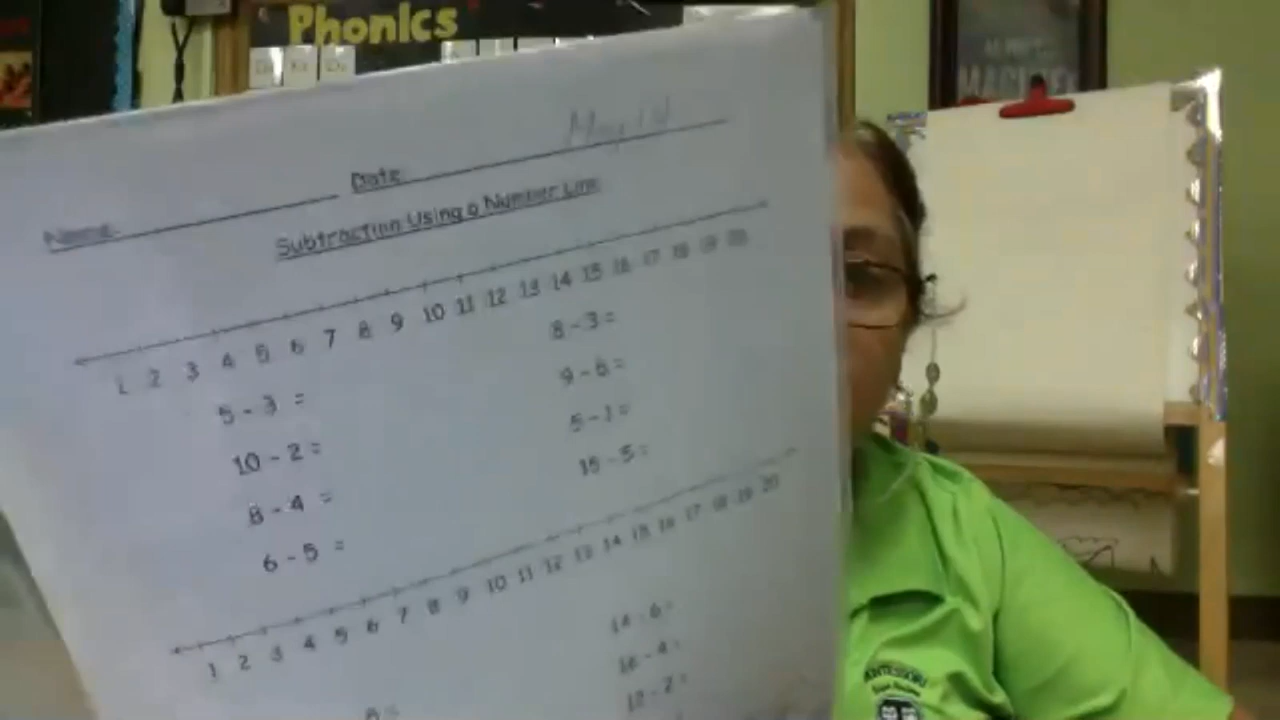 Phonics
May 14
Name: Date:
Subtraction Using a Number Line
1 2 3 4 5 6 7 8 9 10 11 12 13 14 15 16 17 18 19 20
5 - 3 =
10 - 2 =
8 - 4 =
6 - 5 =
8 - 3 =
9 - 6 =
5 - 1 =
15 - 5 =
1 2 3 4 5 6 7 8 9 10 11 12 13 14 15 16 17 18 19 20
14 - 6 =
16 - 4 =
MONTESSORI